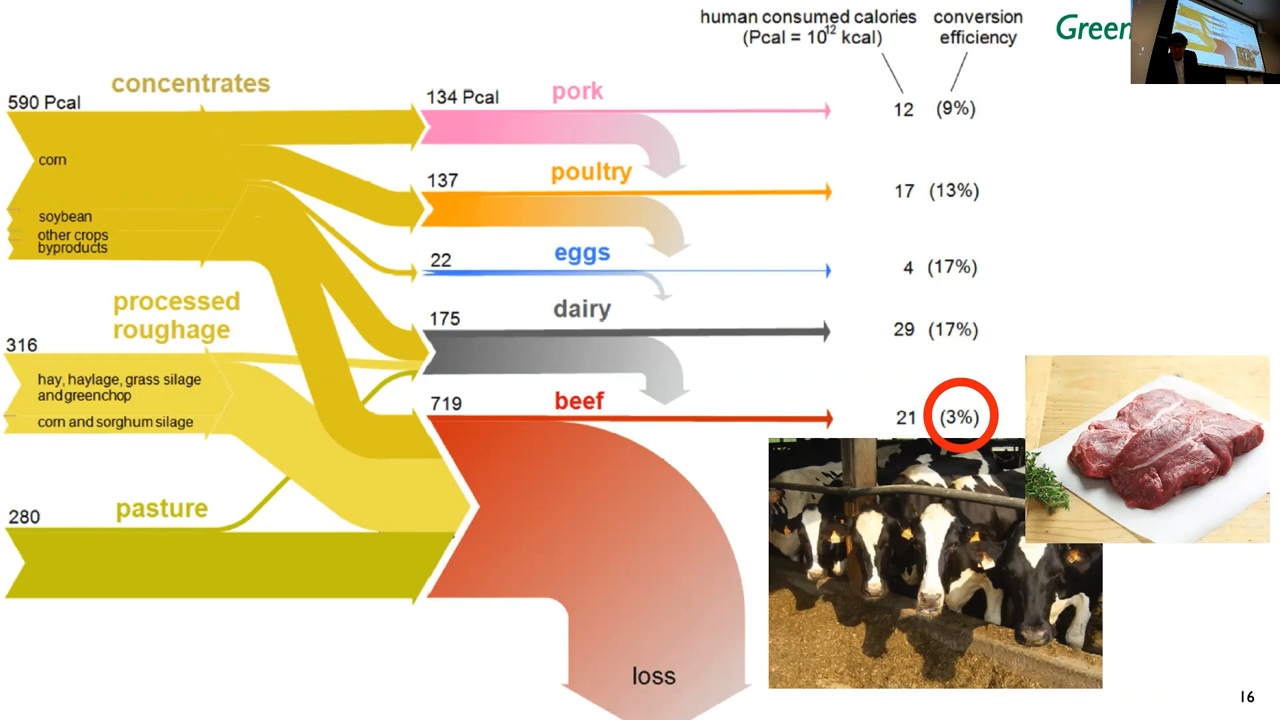 human consumed calories
(Pcal = 10¹² kcal)
conversion
efficiency
Green
concentrates
590 Pcal
corn
soybean
other crops
byproducts
processed
roughage
316
hay, haylage, grass silage
and greenchop
corn and sorghum silage
pasture
280
134 Pcal
pork
12
(9%)
137
poultry
17
(13%)
22
eggs
4
(17%)
175
dairy
29
(17%)
719
beef
21
(3%)
loss
16